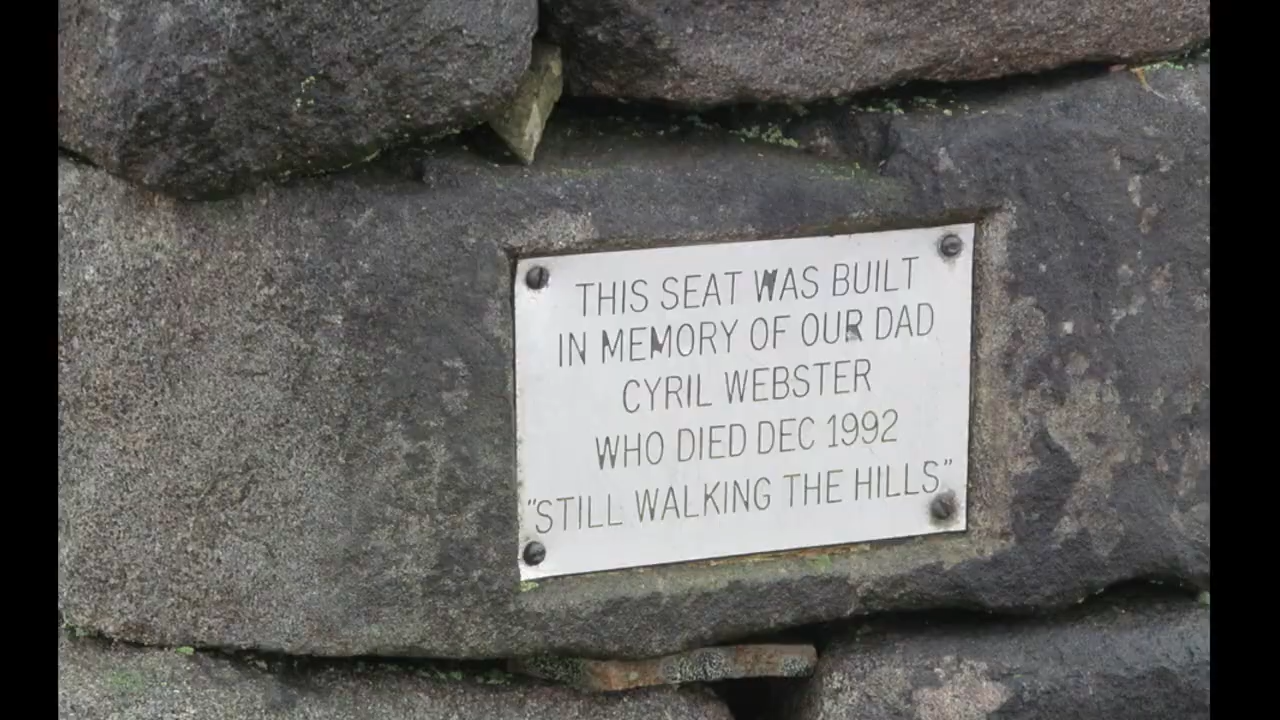 THIS SEAT WAS BUILT
IN MEMORY OF OUR DAD
CYRIL WEBSTER
WHO DIED DEC 1992
"STILL WALKING THE HILLS"